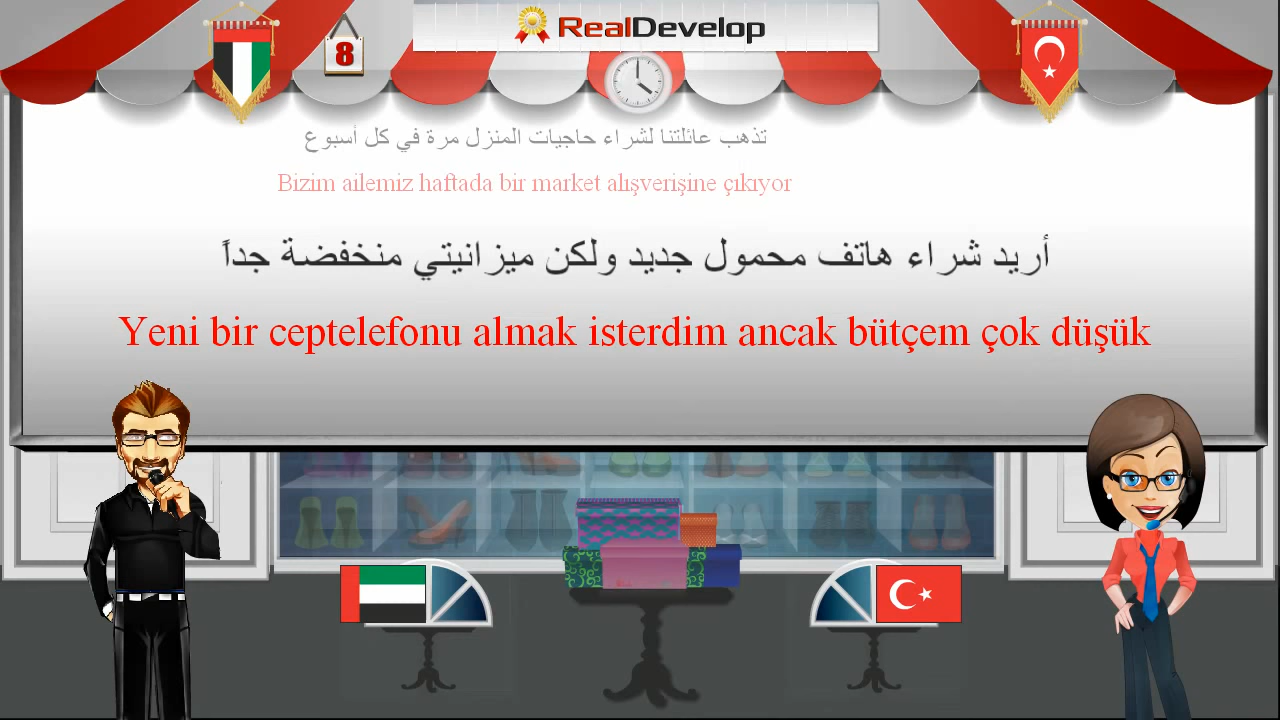 RealDevelop
8
تذهب عائلتنا لشراء حاجيات المنزل مرة في كل أسبوع
Bizim ailemiz haftada bir market alışverişine çıkıyor
أريد شراء هاتف محمول جديد ولكن ميزانيتي منخفضة جداً
Yeni bir ceptelefonu almak isterdim ancak bütçem çok düşük